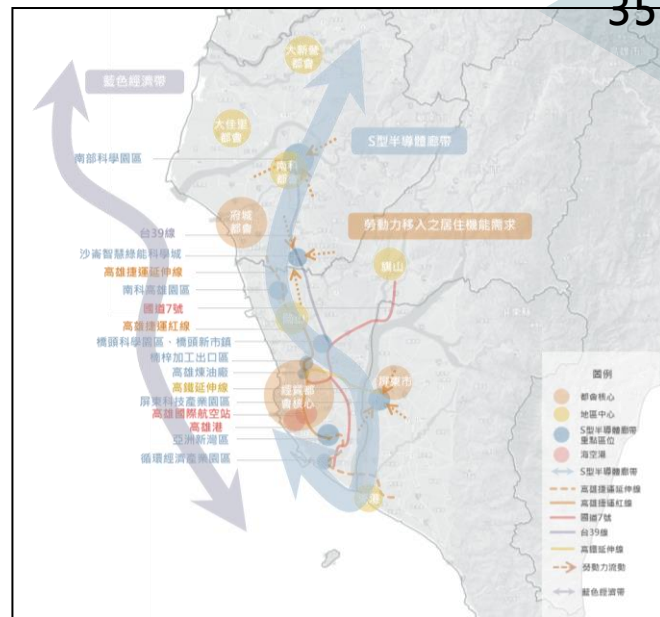 35
大新營
都會
藍色經濟帶
大佳里
都會
S型半導體廊帶
南部科學園區
南科
都會
府城
都會
勞動力移入之居住機能需求
台39線
沙崙智慧綠能科學城
旗山
高雄捷運延伸線
南科高雄園區
國道7號
高雄捷運紅線
橋頭科學園區、橋頭新市鎮
楠梓加工出口區
高雄煉油廠
高鐵延伸線
屏東市
經貿都
會核心
屏東科技產業園區
高雄國際航空站
高雄港
亞洲新灣區
循環經濟產業園區
圖例
都會核心
地區中心
S型半導體廊帶
重點區位
海空港
S型半導體廊帶
高雄捷運延伸線
高雄捷運紅線
國道7號
台39線
高鐵延伸線
勞動力流動
藍色經濟帶